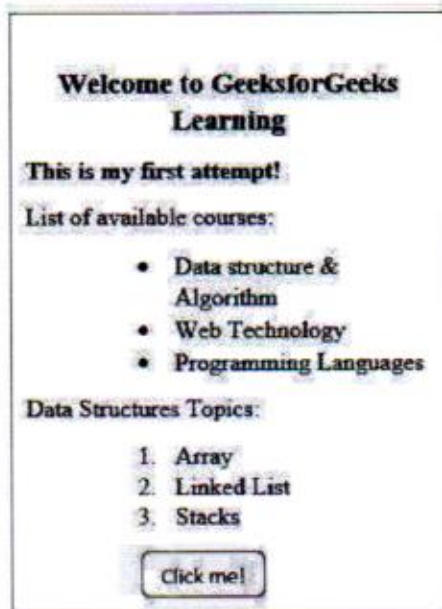 Welcome to GeeksforGeeks
Learning
This is my first attempt!
List of available courses:
• Data structure &
Algorithm
• Web Technology
• Programming Languages
Data Structures Topics:
1. Array
2. Linked List
3. Stacks
Click me!